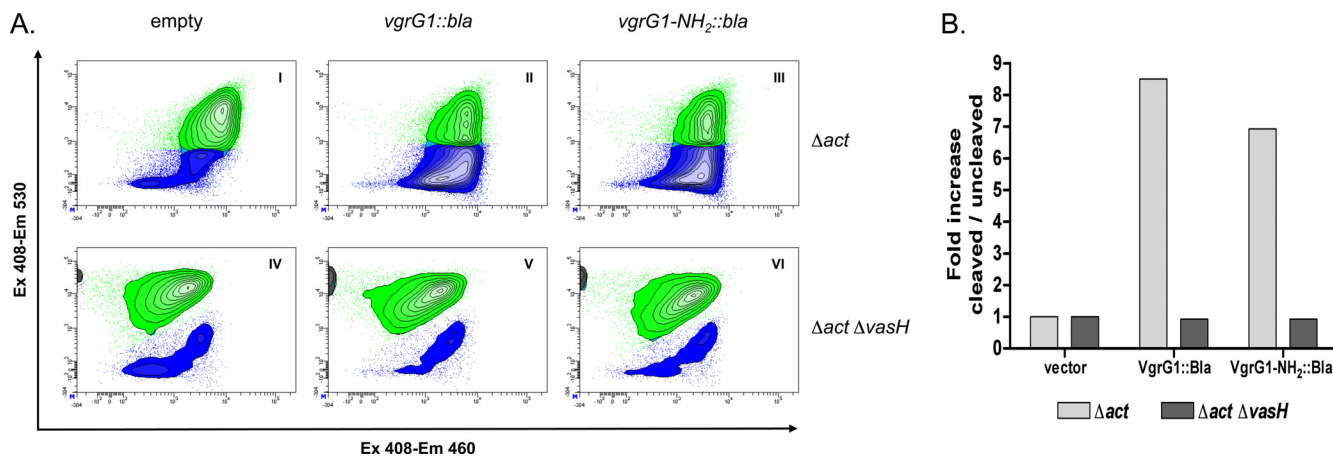 A.
empty
vgrG1::bla
vgrG1-NH₂::bla
B.
I
II
III
Δact
IV
V
VI
Δact ΔvasH
Ex 408-Em 530
Ex 408-Em 460
Fold increase
cleaved / uncleaved
9
8
7
6
5
4
3
2
1
0
vector
VgrG1::Bla
VgrG1-NH₂::Bla
Δact
Δact ΔvasH